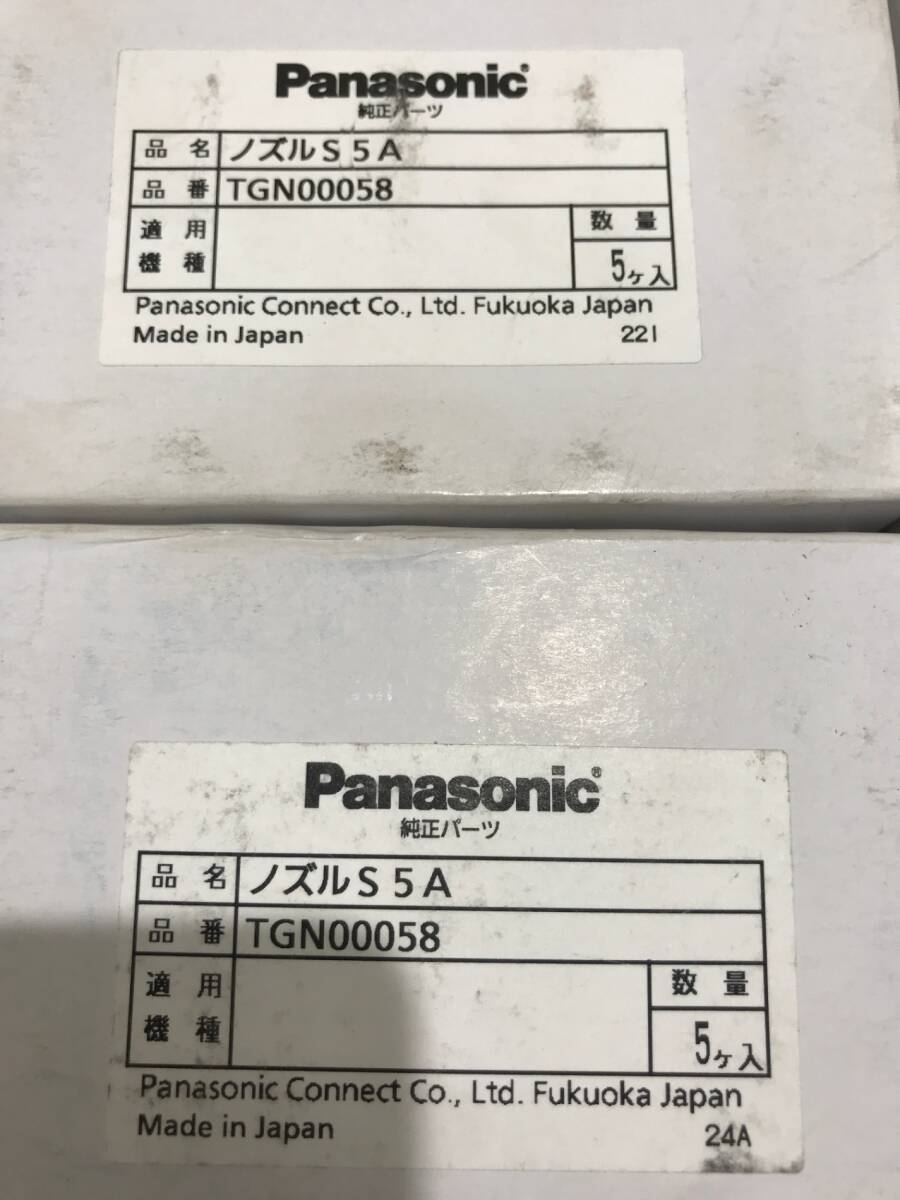 Panasonic®
純正パーツ
品名 ノズルS5A
品番 TGN00058
適用 数量
機種 5ヶ入
Panasonic Connect Co., Ltd. Fukuoka Japan
Made in Japan 22I
Panasonic®
純正パーツ
品名 ノズルS5A
品番 TGN00058
適用 数量
機種 5ヶ入
Panasonic Connect Co., Ltd. Fukuoka Japan
Made in Japan 24A